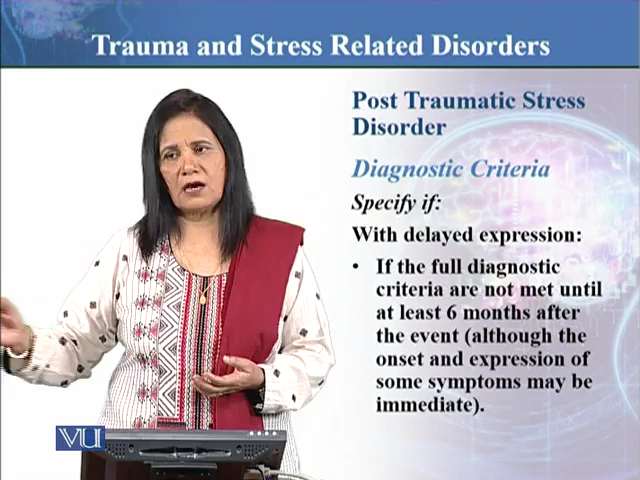 Trauma and Stress Related Disorders
Post Traumatic Stress
Disorder
Diagnostic Criteria
Specify if:
With delayed expression:
• If the full diagnostic
criteria are not met until
at least 6 months after
the event (although the
onset and expression of
some symptoms may be
immediate).
VU